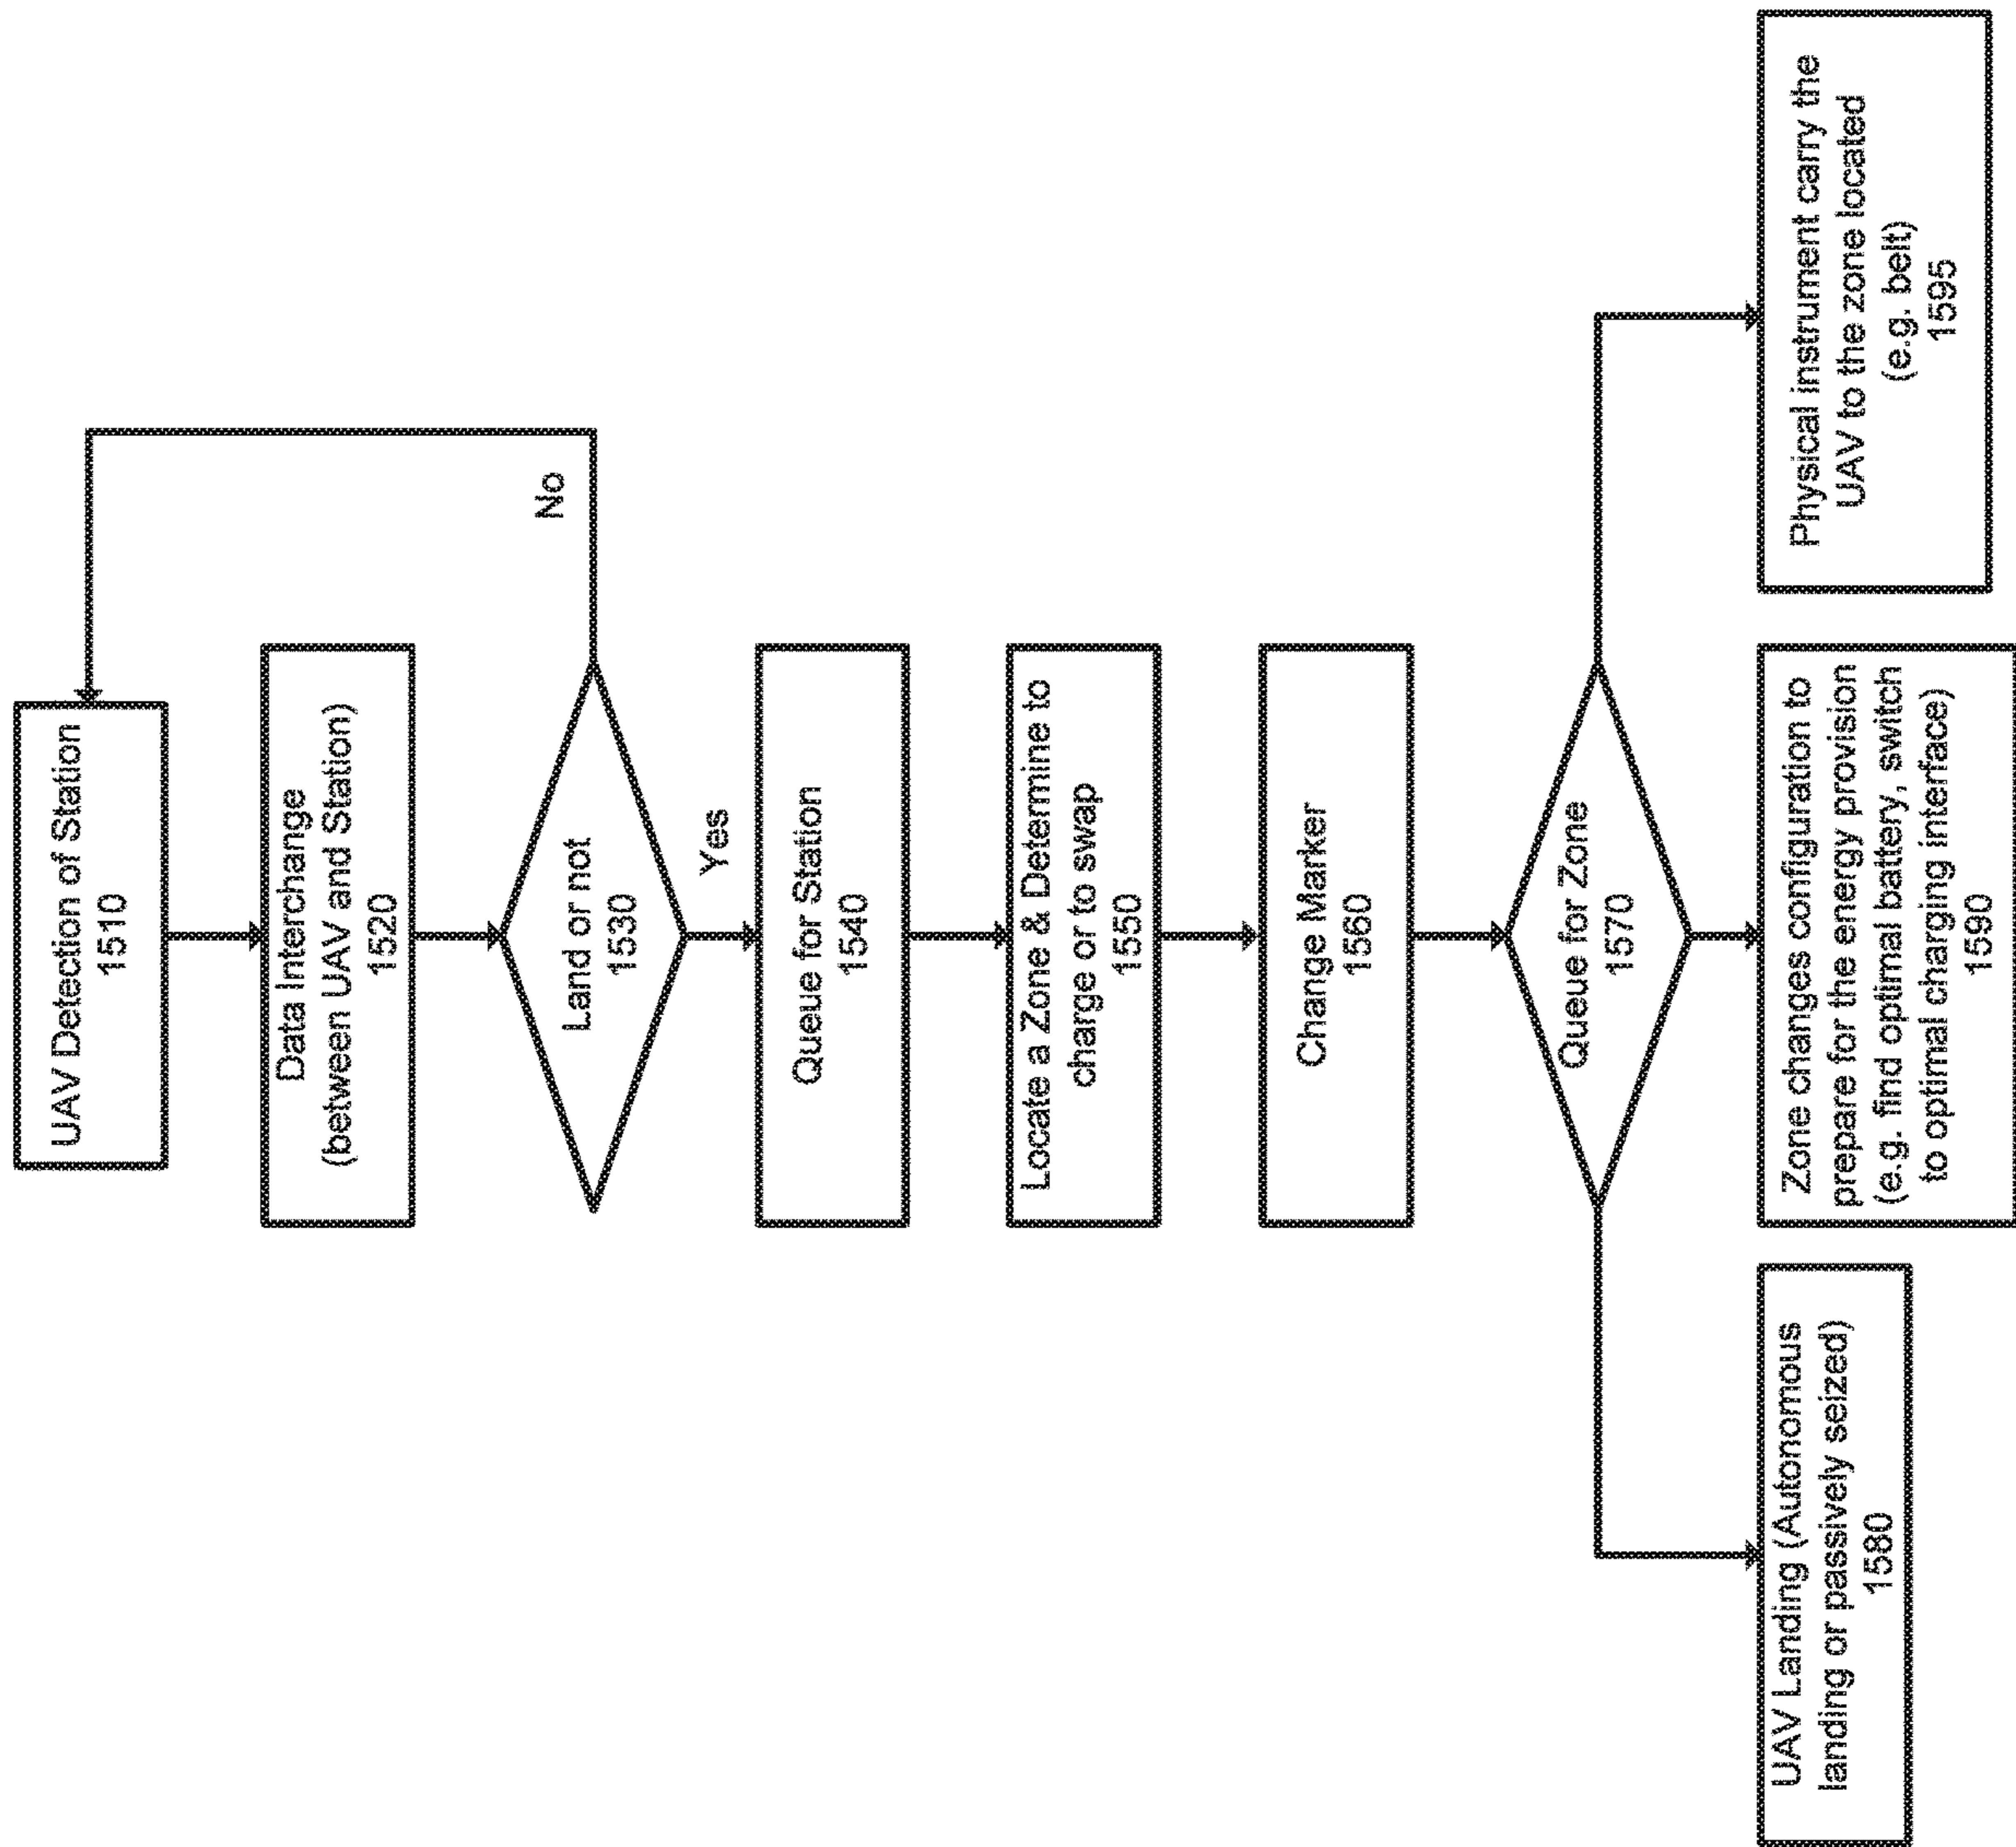 UAV Detection of Station
1510
Data Interchange
(between UAV and Station)
1520
Land or not
1530
No
Yes
Queue for Station
1540
Locate a Zone & Determine to
charge or to swap
1550
Change Marker
1560
Queue for Zone
1570
UAV Landing (Autonomous
landing or passively seized)
1580
Zone changes configuration to
prepare for the energy provision
(e.g. find optimal battery, switch
to optimal charging interface)
1590
Physical instrument carry the
UAV to the zone located
(e.g. belt)
1595